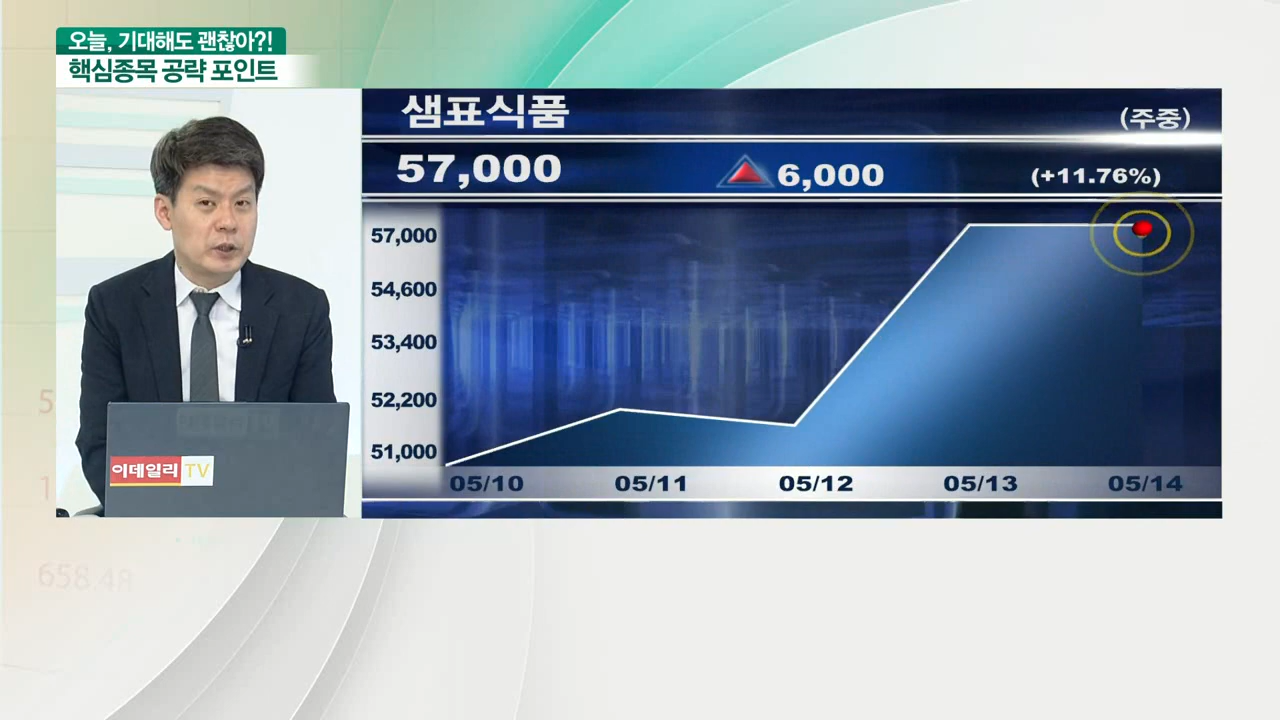 오늘, 기대해도 괜찮아?!
핵심종목 공략 포인트
샘표식품
(주중)
57,000
6,000
(+11.76%)
57,000
54,600
53,400
52,200
51,000
05/10 05/11 05/12 05/13 05/14
이데일리TV
658.48